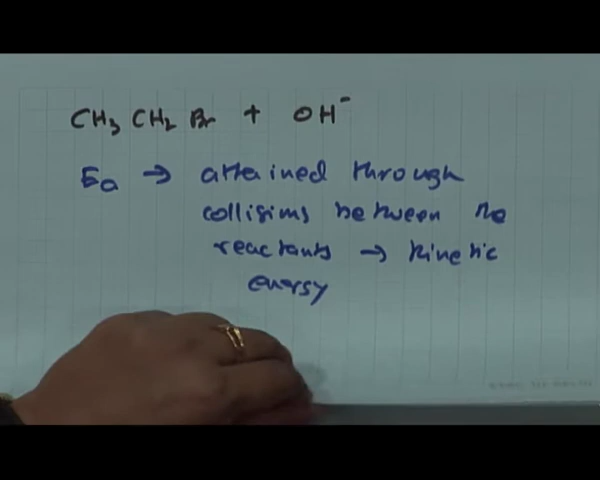 CH3 CH2 Br + OH⁻
Ea → attained through
collisions between the
reactants → kinetic
energy